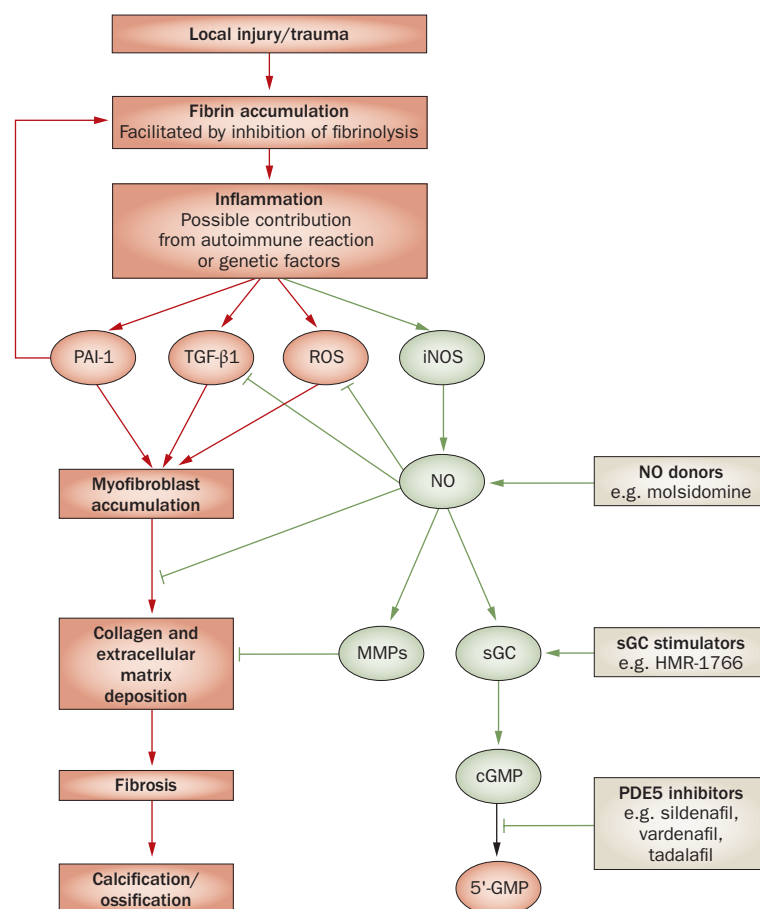 Local injury/trauma
Fibrin accumulation
Facilitated by inhibition of fibrinolysis
Inflammation
Possible contribution
from autoimmune reaction
or genetic factors
PAI-1
TGF-β1
ROS
iNOS
Myofibroblast
accumulation
NO
NO donors
e.g. molsidomine
Collagen and
extracellular
matrix
deposition
MMPs
sGC
sGC stimulators
e.g. HMR-1766
Fibrosis
cGMP
PDE5 inhibitors
e.g. sildenafil,
vardenafil,
tadalafil
Calcification/
ossification
5'-GMP